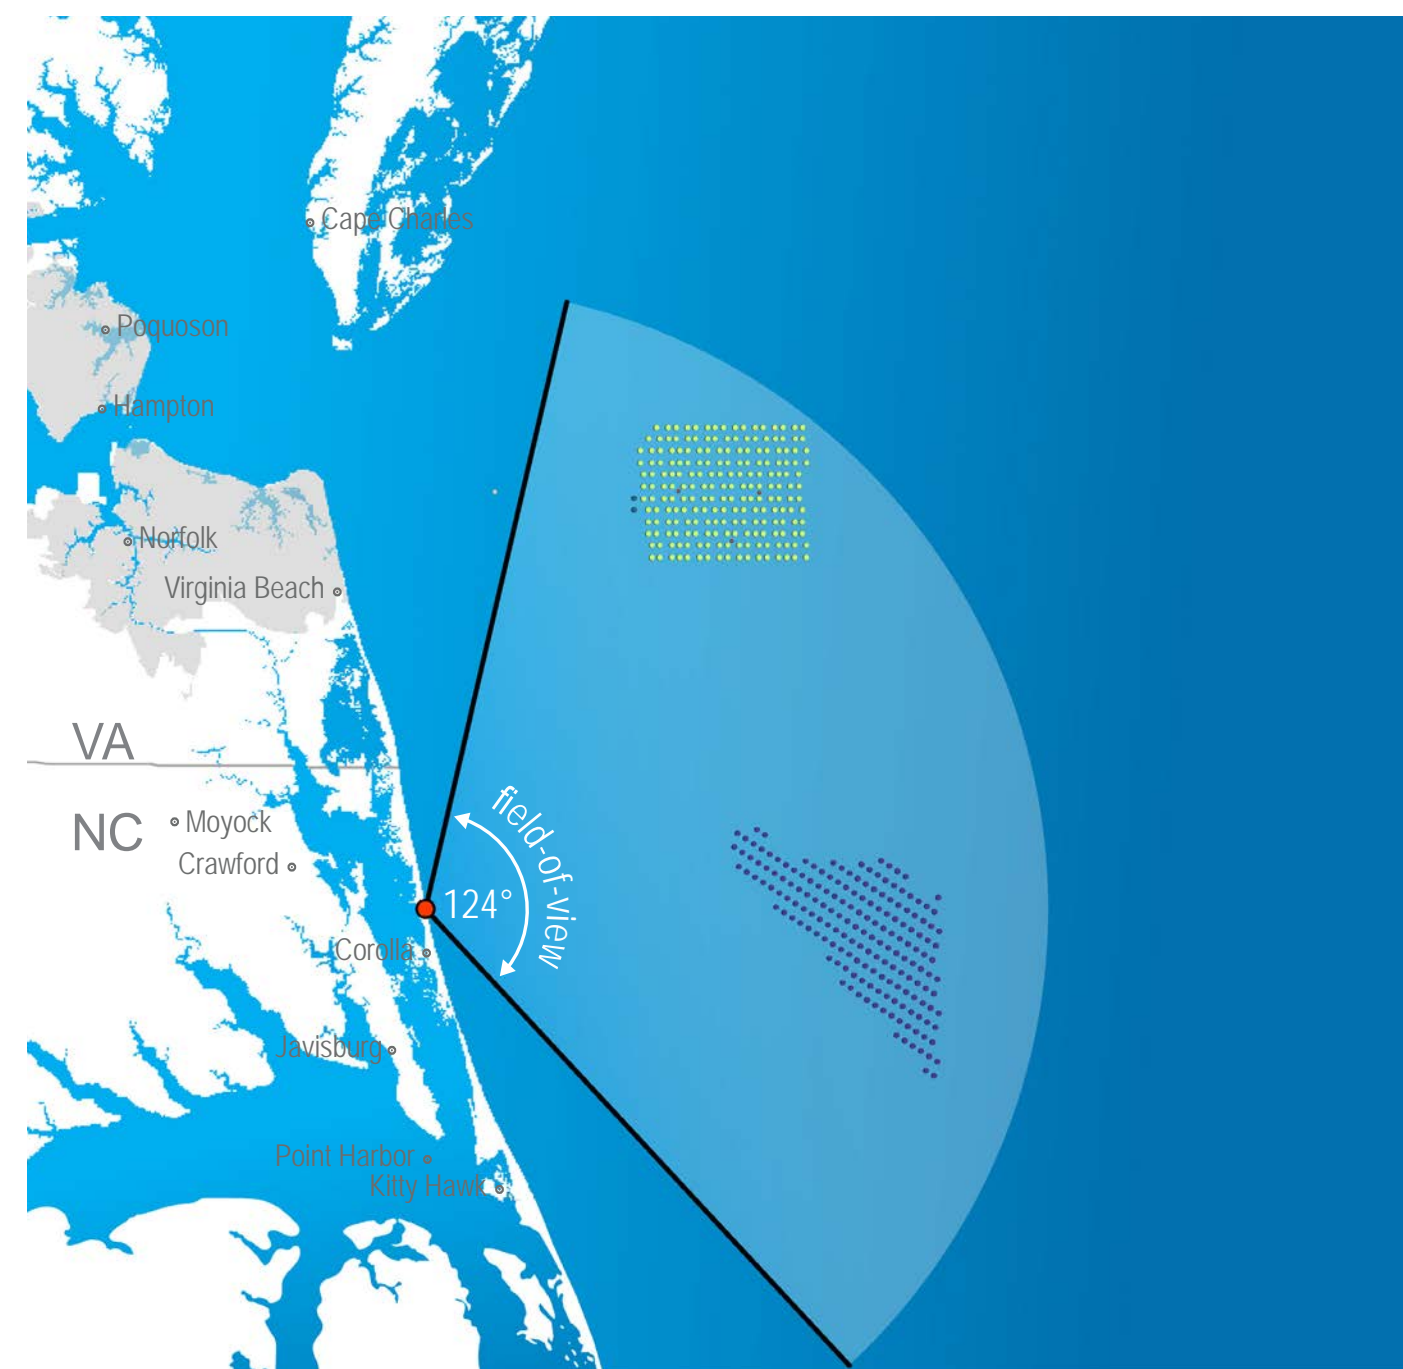 Cape Charles
Poquoson
Hampton
Norfolk
Virginia Beach
VA
NC
Moyock
Crawford
field-of-view
124°
Corolla
Javisburg
Point Harbor
Kitty Hawk